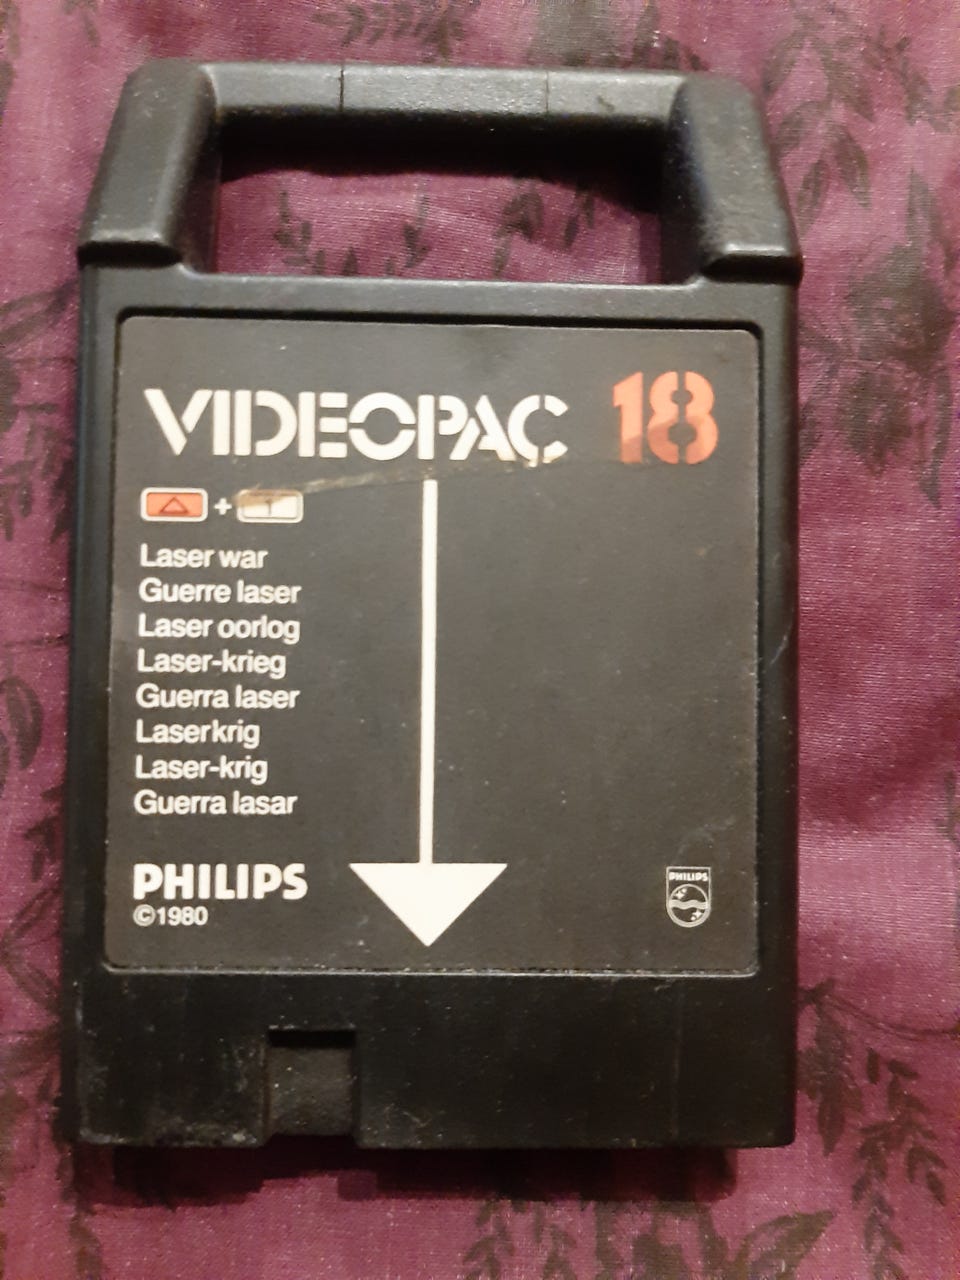 VIDEOPAC 18
+ 1
Laser war
Guerre laser
Laser oorlog
Laser-krieg
Guerra laser
Laserkrig
Laser-krig
Guerra lasar
PHILIPS
©1980
PHILIPS